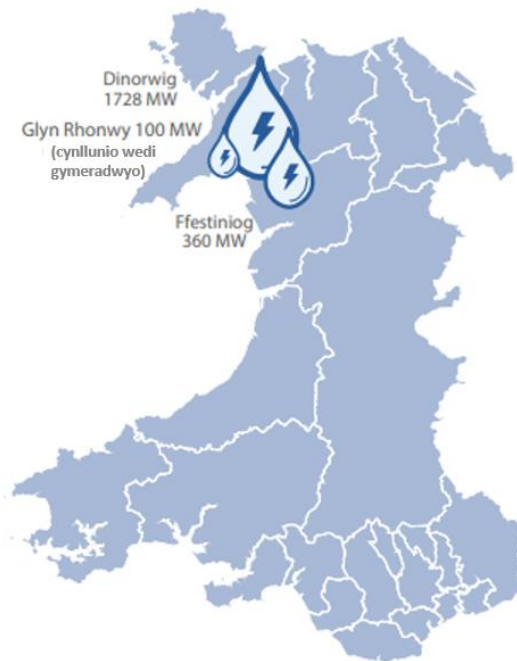 Dinorwig
1728 MW
Glyn Rhonwy 100 MW
(cynllunio wedi
gymeradwyo)
Ffestiniog
360 MW